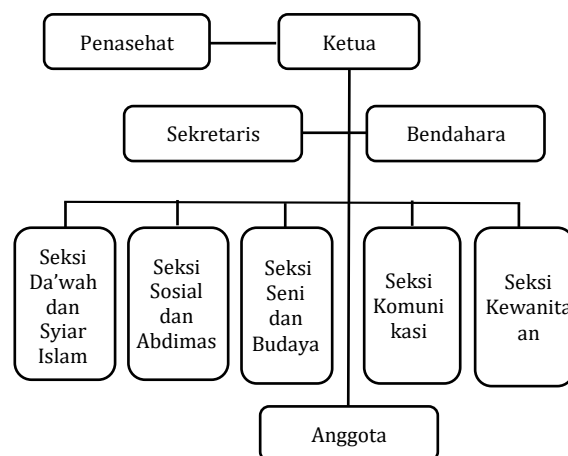 Penasehat
Ketua
Sekretaris
Bendahara
Seksi
Da’wah
dan
Syiar
Islam
Seksi
Sosial
dan
Abdimas
Seksi
Seni
dan
Budaya
Seksi
Komuni
kasi
Seksi
Kewanita
an
Anggota